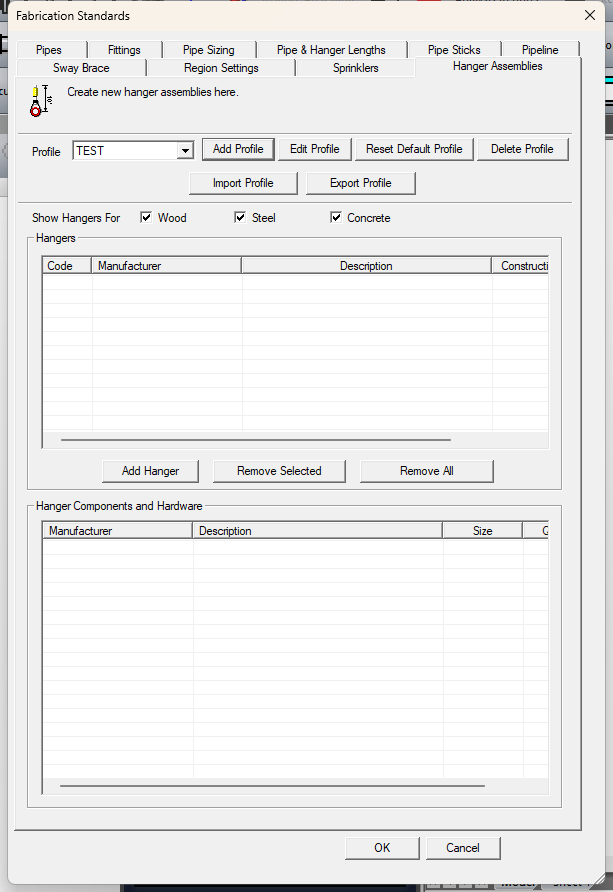 Fabrication Standards
Pipes Fittings Pipe Sizing Pipe & Hanger Lengths Pipe Sticks Pipeline
Sway Brace Region Settings Sprinklers Hanger Assemblies
Create new hanger assemblies here.
Profile TEST Add Profile Edit Profile Reset Default Profile Delete Profile
Import Profile Export Profile
Show Hangers For Wood Steel Concrete
Hangers
Code Manufacturer Description Constructi
Add Hanger Remove Selected Remove All
Hanger Components and Hardware
Manufacturer Description Size
OK Cancel